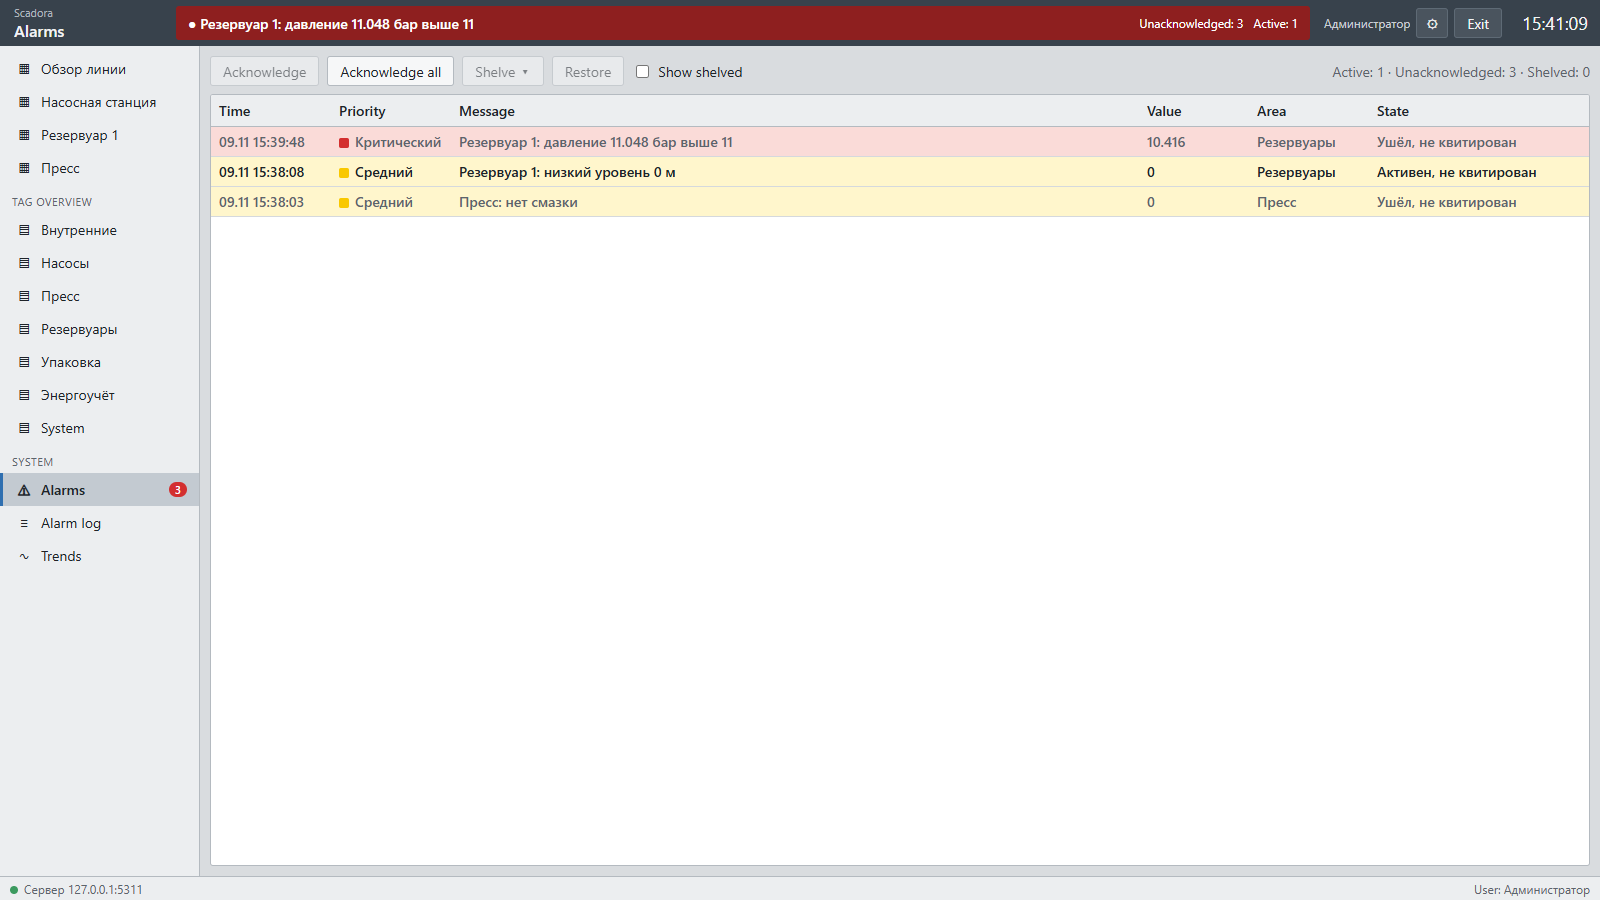 Scadora
Alarms
● Резервуар 1: давление 11.048 бар выше 11
Unacknowledged: 3 Active: 1
Администратор
Exit
15:41:09
Обзор линии
Насосная станция
Резервуар 1
Пресс
TAG OVERVIEW
Внутренние
Насосы
Пресс
Резервуары
Упаковка
Энергоучёт
System
SYSTEM
Alarms 3
Alarm log
Trends
Acknowledge Acknowledge all Shelve Restore Show shelved Active: 1 · Unacknowledged: 3 · Shelved: 0
Time Priority Message Value Area State
09.11 15:39:48 Критический Резервуар 1: давление 11.048 бар выше 11 10.416 Резервуары Ушёл, не квитирован
09.11 15:38:08 Средний Резервуар 1: низкий уровень 0 м 0 Резервуары Активен, не квитирован
09.11 15:38:03 Средний Пресс: нет смазки 0 Пресс Ушёл, не квитирован
Сервер 127.0.0.1:5311
User: Администратор